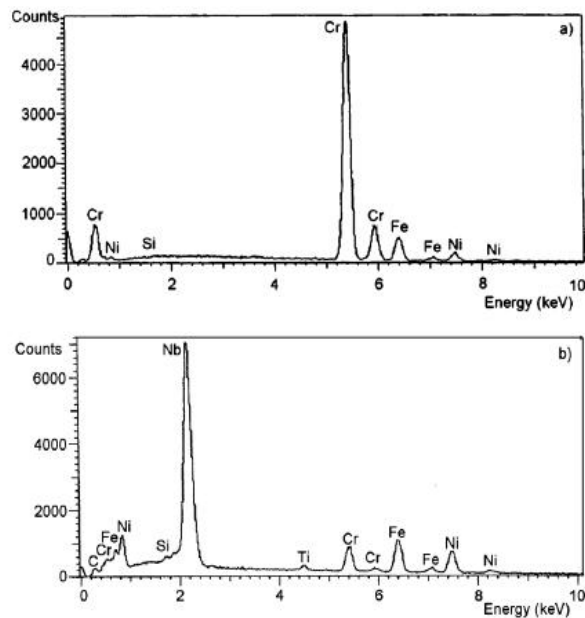 Counts
a)
Cr
4000
3000
2000
1000
0
Cr
Ni
Si
Cr
Fe
Fe
Ni
Ni
0 2 4 6 8 10
Energy (keV)
Counts
b)
Nb
6000
4000
2000
0
C
Cr
Fe
Ni
Si
Ti
Cr
Cr
Fe
Fe
Ni
Ni
0 2 4 6 8 10
Energy (keV)